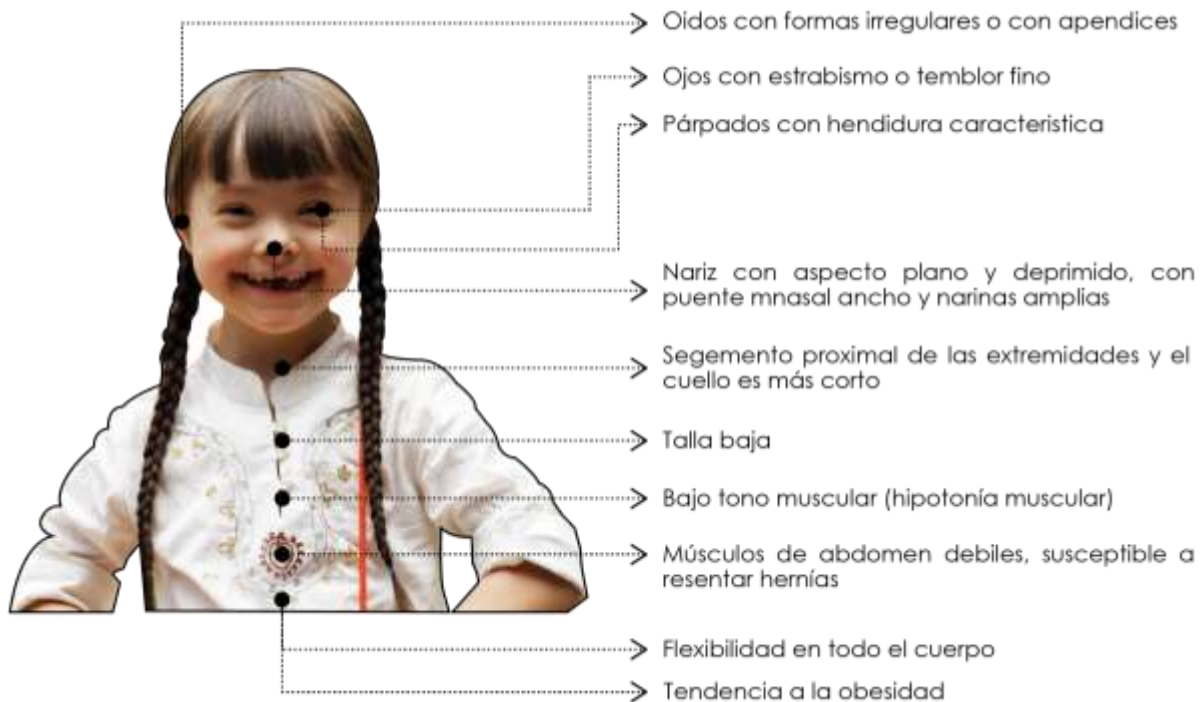 Oidos con formas irregulares o con apendices
Ojos con estrabismo o temblor fino
Párpados con hendidura caracteristica
Nariz con aspecto plano y deprimido, con
puente mnasal ancho y narinas amplias
Segemento proximal de las extremidades y el
cuello es más corto
Talla baja
Bajo tono muscular (hipotonía muscular)
Músculos de abdomen debiles, susceptible a
resentar hernías
Flexibilidad en todo el cuerpo
Tendencia a la obesidad